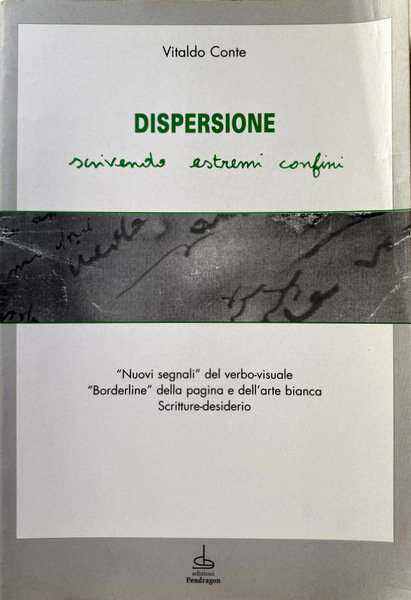 Vitaldo Conte
DISPERSIONE
scrivendo estremi confini
"Nuovi segnali" del verbo-visuale
"Borderline" della pagina e dell'arte bianca
Scritture-desiderio
edizioni
Pendragon